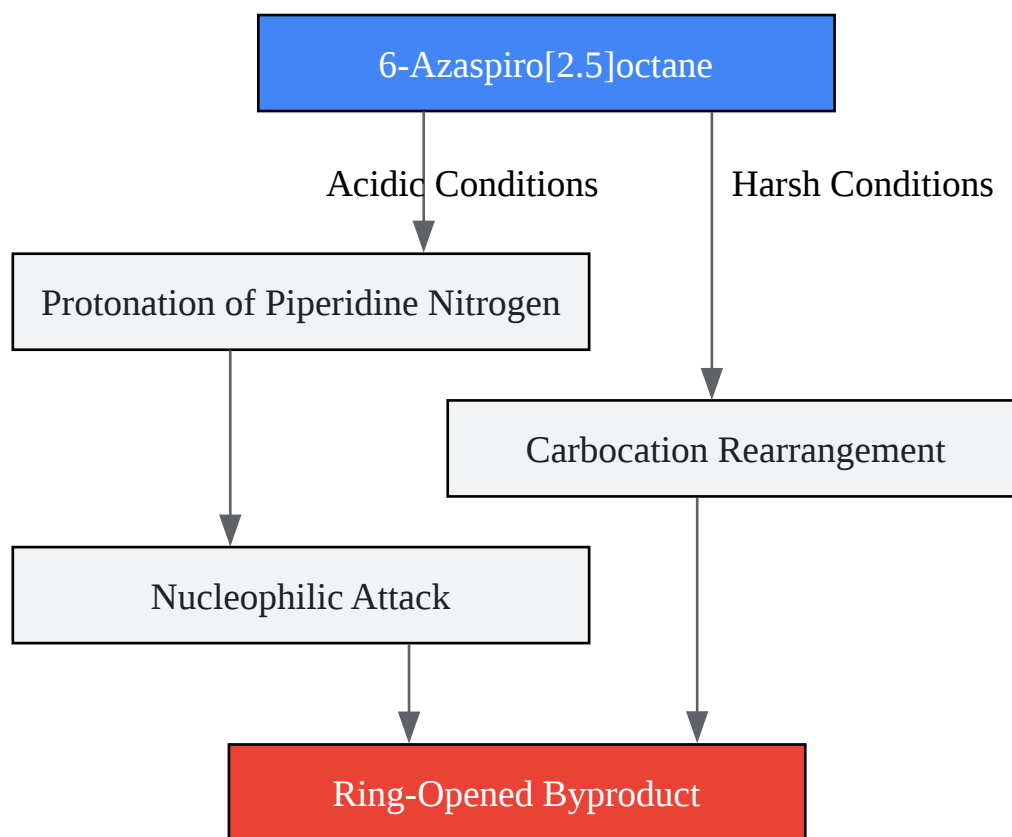 6-Azaspiro[2.5]octane
Acidic Conditions
Harsh Conditions
Protonation of Piperidine Nitrogen
Carbocation Rearrangement
Nucleophilic Attack
Ring-Opened Byproduct